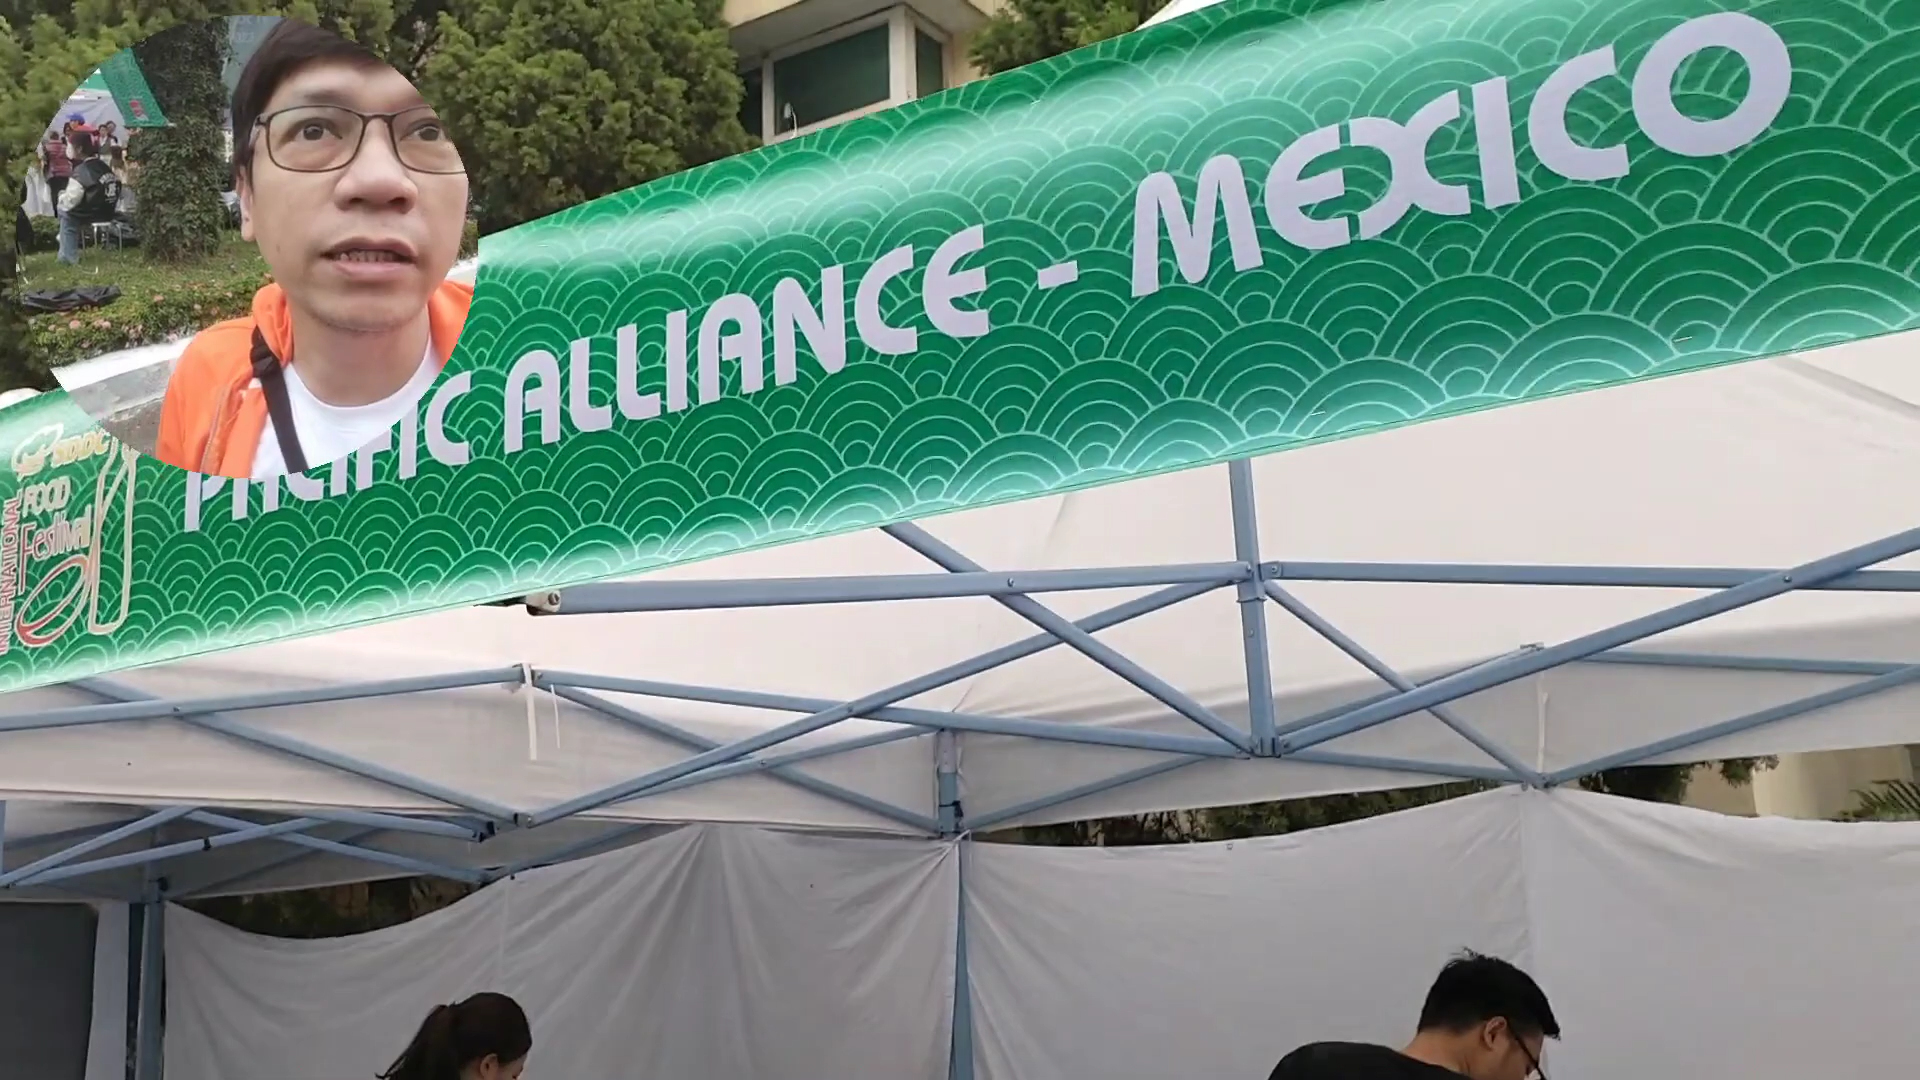 PACIFIC ALLIANCE - MEXICO
INTERNATIONAL
FOOD
Festival